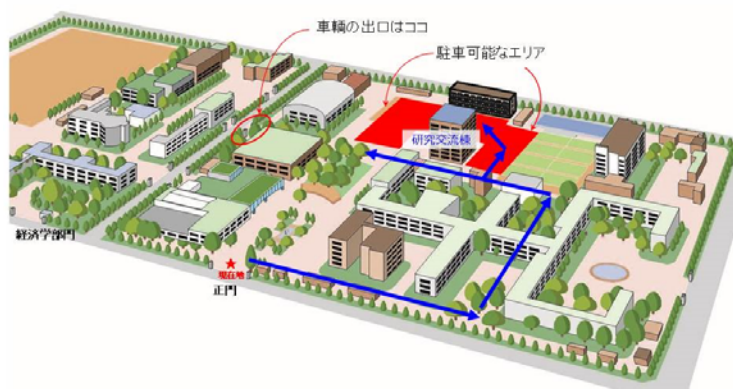 車輌の出口はココ
駐車可能なエリア
研究交流棟
経済学部門
★
現在地
正門